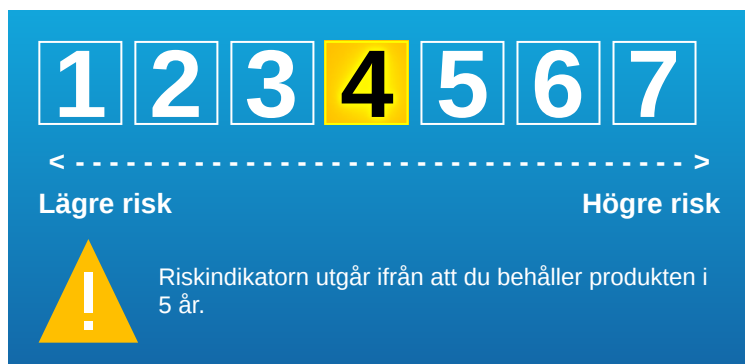 1 2 3 4 5 6 7
< - - - - - - - - - - - - - - - - - - - - - - - - - - - - - - - - - - - - >
Lägre risk Högre risk
!
Riskindikatorn utgår ifrån att du behåller produkten i
5 år.